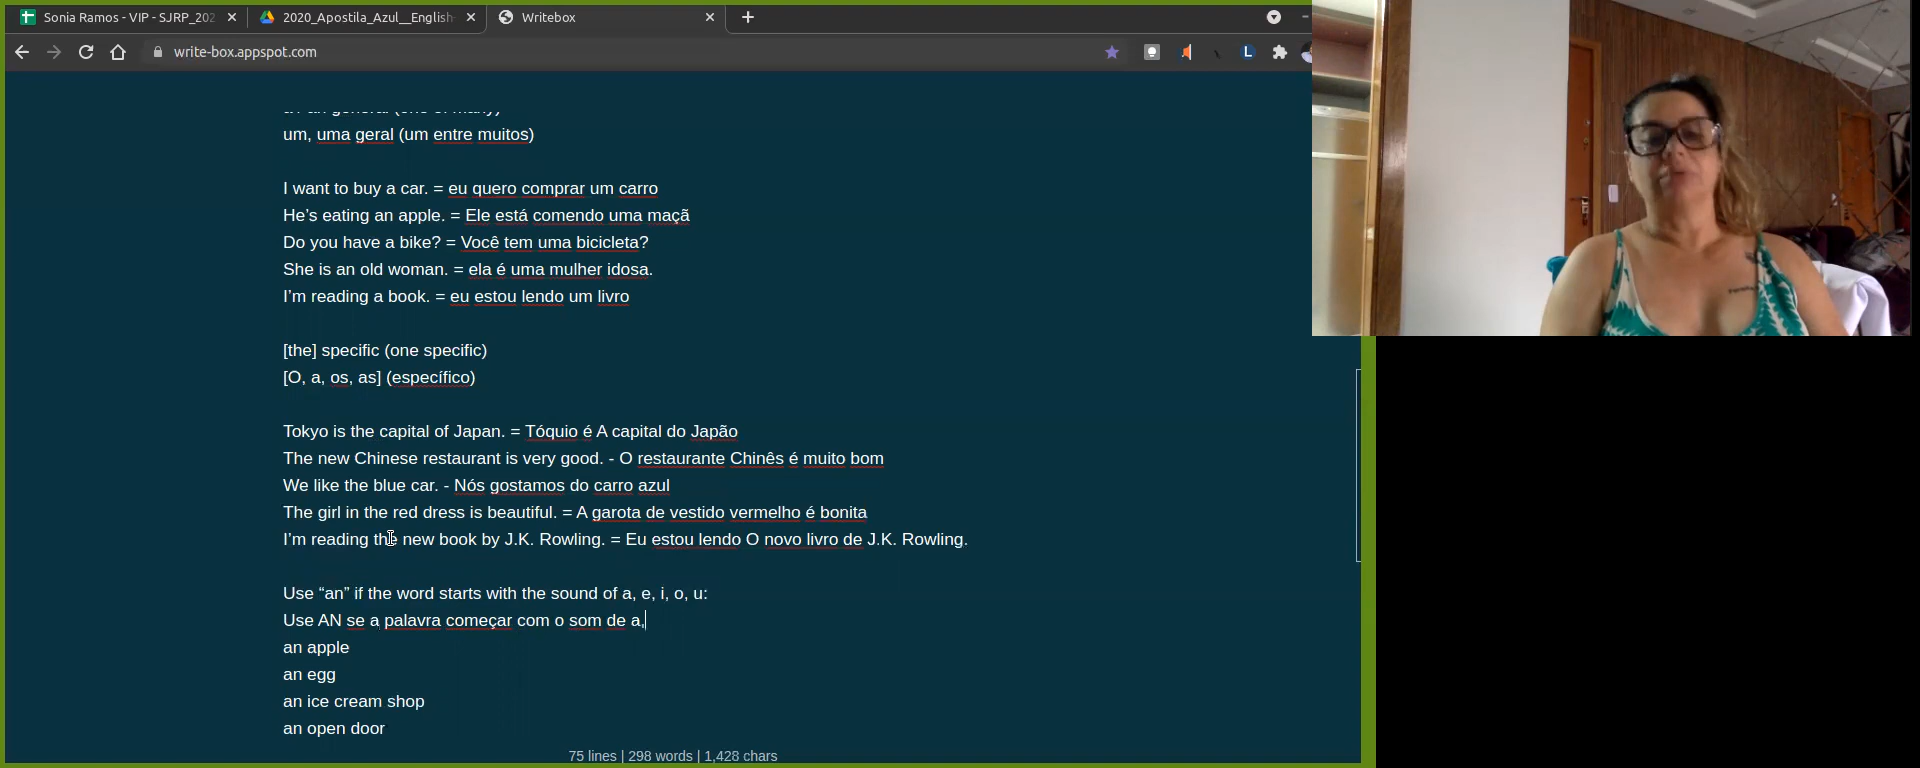 Sonia Ramos - VIP - SJRP_202
2020_Apostila_Azul__English
Writebox
write-box.appspot.com
L
a / an general (one of many)
um, uma geral (um entre muitos)
I want to buy a car. = eu quero comprar um carro
He’s eating an apple. = Ele está comendo uma maçã
Do you have a bike? = Você tem uma bicicleta?
She is an old woman. = ela é uma mulher idosa.
I’m reading a book. = eu estou lendo um livro
[the] specific (one specific)
[O, a, os, as] (específico)
Tokyo is the capital of Japan. = Tóquio é A capital do Japão
The new Chinese restaurant is very good. - O restaurante Chinês é muito bom
We like the blue car. - Nós gostamos do carro azul
The girl in the red dress is beautiful. = A garota de vestido vermelho é bonita
I’m reading the new book by J.K. Rowling. = Eu estou lendo O novo livro de J.K. Rowling.
Use “an” if the word starts with the sound of a, e, i, o, u:
Use AN se a palavra começar com o som de a,
an apple
an egg
an ice cream shop
an open door
75 lines | 298 words | 1,428 chars